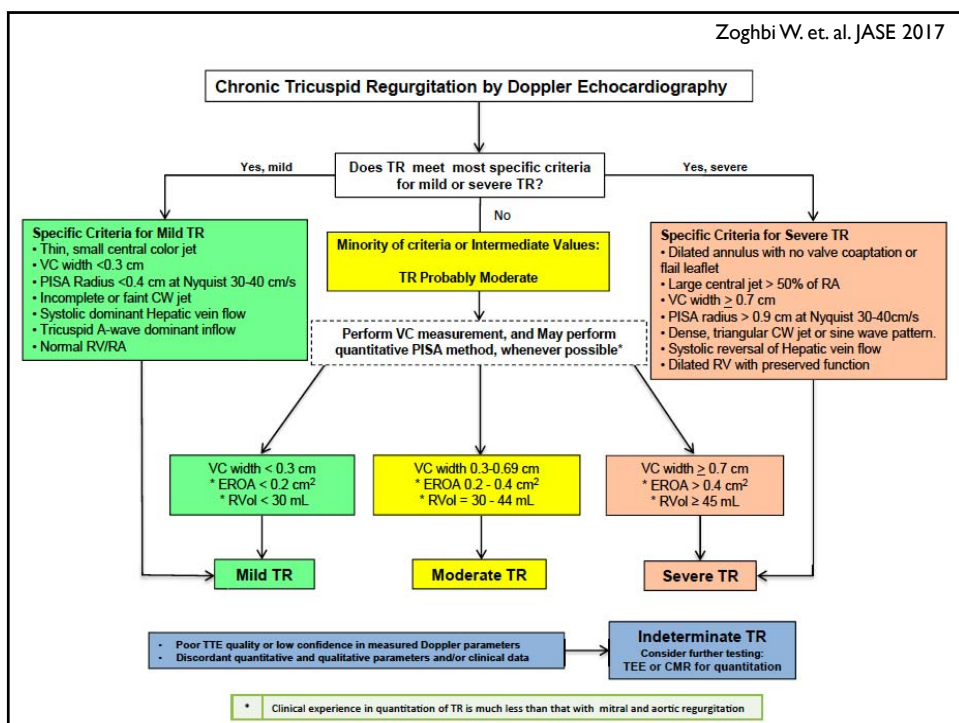 Zoghbi W. et. al. JASE 2017
Chronic Tricuspid Regurgitation by Doppler Echocardiography
Yes, mild
Does TR meet most specific criteria
for mild or severe TR?
Yes, severe
No
Specific Criteria for Mild TR
• Thin, small central color jet
• VC width <0.3 cm
• PISA Radius <0.4 cm at Nyquist 30-40 cm/s
• Incomplete or faint CW jet
• Systolic dominant Hepatic vein flow
• Tricuspid A-wave dominant inflow
• Normal RV/RA
Minority of criteria or Intermediate Values:
TR Probably Moderate
Specific Criteria for Severe TR
• Dilated annulus with no valve coaptation or
flail leaflet
• Large central jet > 50% of RA
• VC width ≥ 0.7 cm
• PISA radius > 0.9 cm at Nyquist 30-40cm/s
• Dense, triangular CW jet or sine wave pattern.
• Systolic reversal of Hepatic vein flow
• Dilated RV with preserved function
Perform VC measurement, and May perform
quantitative PISA method, whenever possible*
VC width < 0.3 cm
* EROA < 0.2 cm²
* RVol < 30 mL
VC width 0.3-0.69 cm
* EROA 0.2 - 0.4 cm²
* RVol = 30 - 44 mL
VC width ≥ 0.7 cm
* EROA > 0.4 cm²
* RVol ≥ 45 mL
Mild TR
Moderate TR
Severe TR
• Poor TTE quality or low confidence in measured Doppler parameters
• Discordant quantitative and qualitative parameters and/or clinical data
Indeterminate TR
Consider further testing:
TEE or CMR for quantitation
* Clinical experience in quantitation of TR is much less than that with mitral and aortic regurgitation